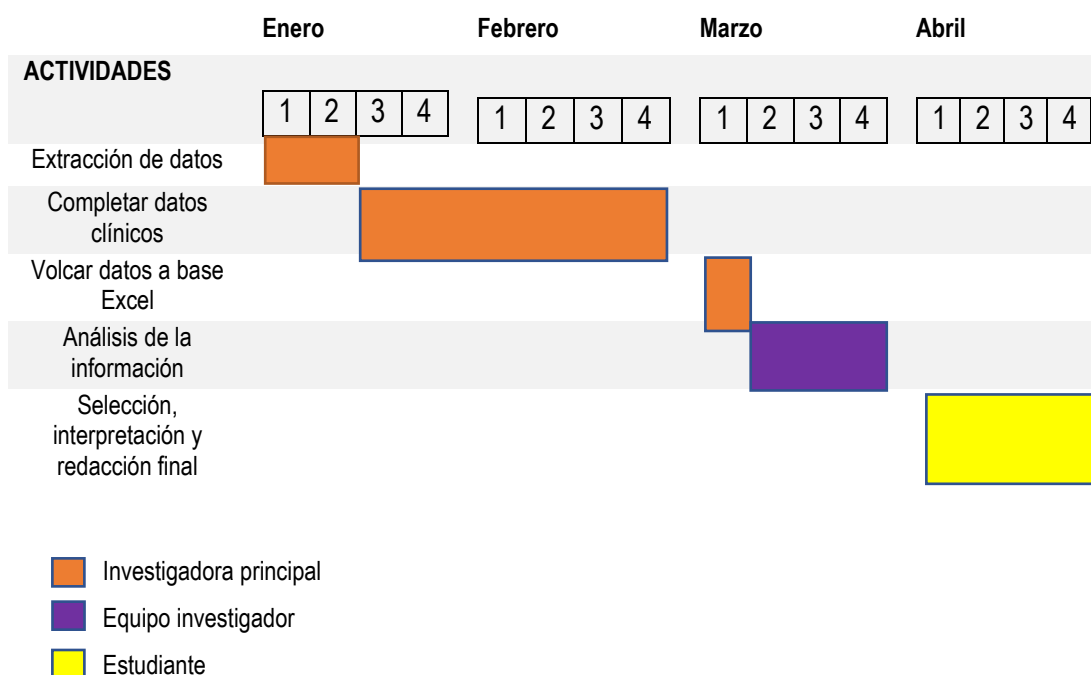 Enero Febrero Marzo Abril
ACTIVIDADES
1 2 3 4 1 2 3 4 1 2 3 4 1 2 3 4
Extracción de datos
Completar datos
clínicos
Volcar datos a base
Excel
Análisis de la
información
Selección,
interpretación y
redacción final
Investigadora principal
Equipo investigador
Estudiante